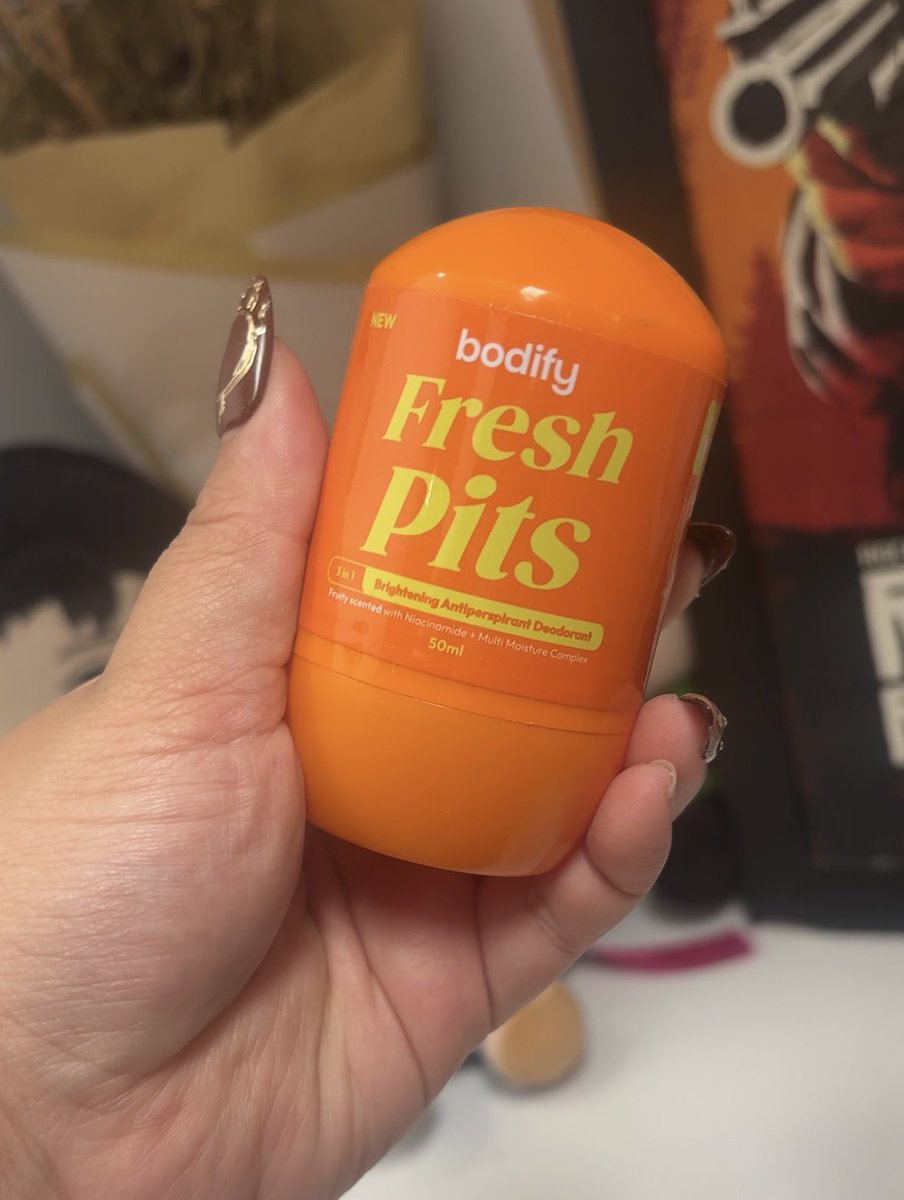 NEW
bodify
Fresh
Pits
3 in 1 Brightening Antiperspirant Deodorant
Fruity scented with Niacinamide + Multi Moisture Complex
50ml